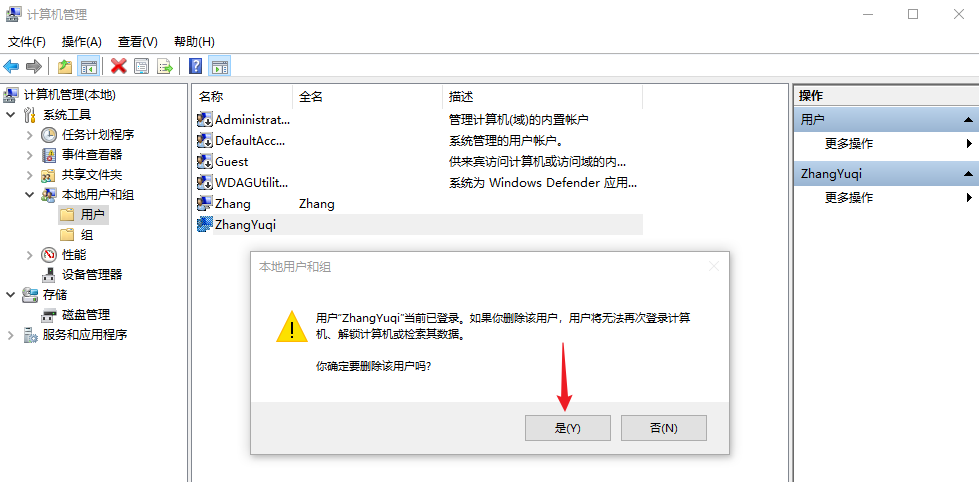 计算机管理
文件(F) 操作(A) 查看(V) 帮助(H)
计算机管理(本地)
系统工具
任务计划程序
事件查看器
共享文件夹
本地用户和组
用户
组
性能
设备管理器
存储
磁盘管理
服务和应用程序
名称 全名 描述
Administrat... 管理计算机(域)的内置帐户
DefaultAcc... 系统管理的用户帐户。
Guest 供来宾访问计算机或访问域的内...
WDAGUtilit... 系统为 Windows Defender 应用...
Zhang Zhang
ZhangYuqi
操作
用户
更多操作
ZhangYuqi
更多操作
本地用户和组
用户“ZhangYuqi”当前已登录。如果你删除该用户，用户将无法再次登录计算
机、解锁计算机或检索其数据。
你确定要删除该用户吗?
是(Y) 否(N)